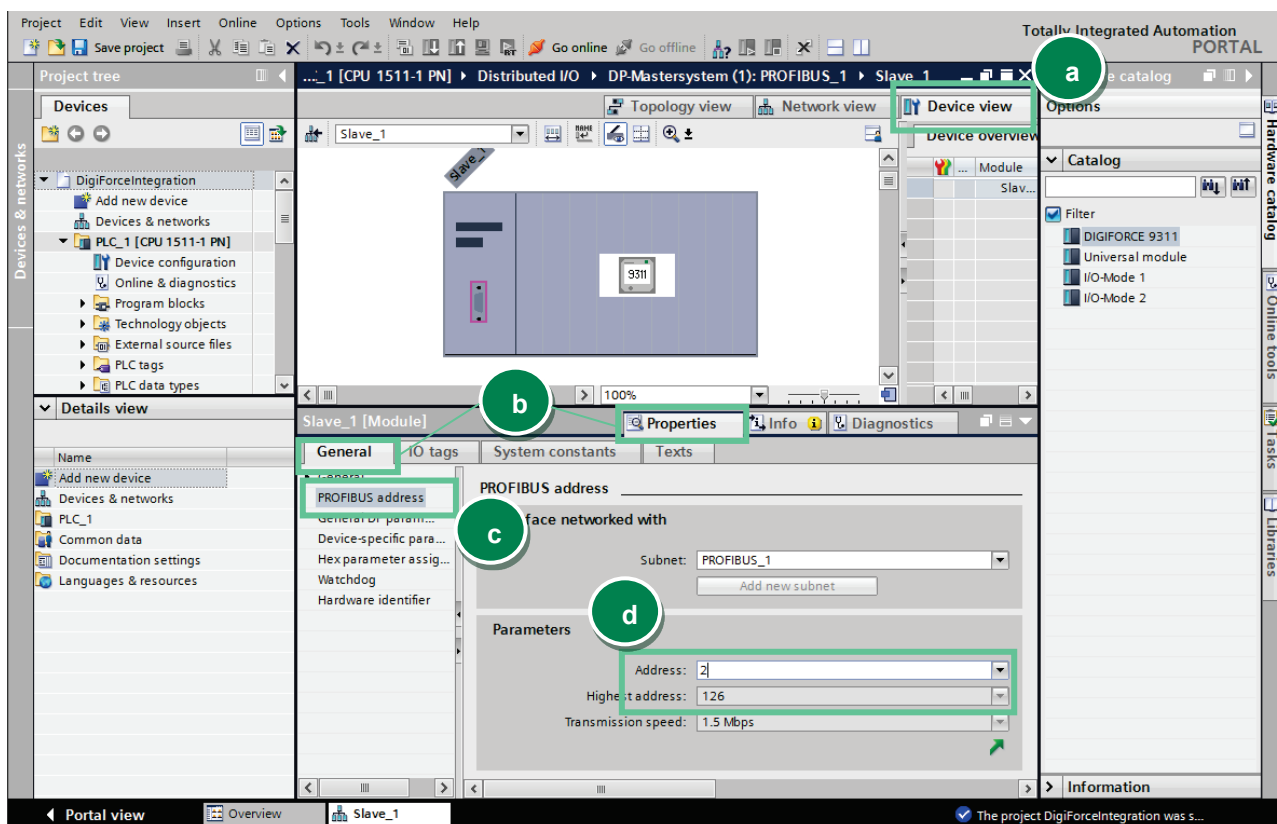 Project Edit View Insert Online Options Tools Window Help
Totally Integrated Automation
PORTAL
Save project Go online Go offline
Project tree
..._1 [CPU 1511-1 PN] Distributed I/O DP-Mastersystem (1): PROFIBUS_1 Slave_1
a
catalog
Devices
Topology view Network view Device view
Options
Slave_1
Device overview
Devices & networks
DigiForceIntegration
Add new device
Devices & networks
PLC_1 [CPU 1511-1 PN]
Device configuration
Online & diagnostics
Program blocks
Technology objects
External source files
PLC tags
PLC data types
Slave_1
9311
... Module
Slav...
Catalog
Filter
DIGIFORCE 9311
Universal module
I/O-Mode 1
I/O-Mode 2
Hardware catalog
Online tools
Tasks
Libraries
100%
b
Details view
Name
Add new device
Devices & networks
PLC_1
Common data
Documentation settings
Languages & resources
Slave_1 [Module]
Properties Info Diagnostics
General IO tags System constants Texts
General
PROFIBUS address
General DP param...
Device-specific para...
Hex parameter assig...
Watchdog
Hardware identifier
c
PROFIBUS address
face networked with
Subnet: PROFIBUS_1
Add new subnet
d
Parameters
Address: 2
Highest address: 126
Transmission speed: 1.5 Mbps
Information
Portal view Overview Slave_1
The project DigiForceIntegration was s...